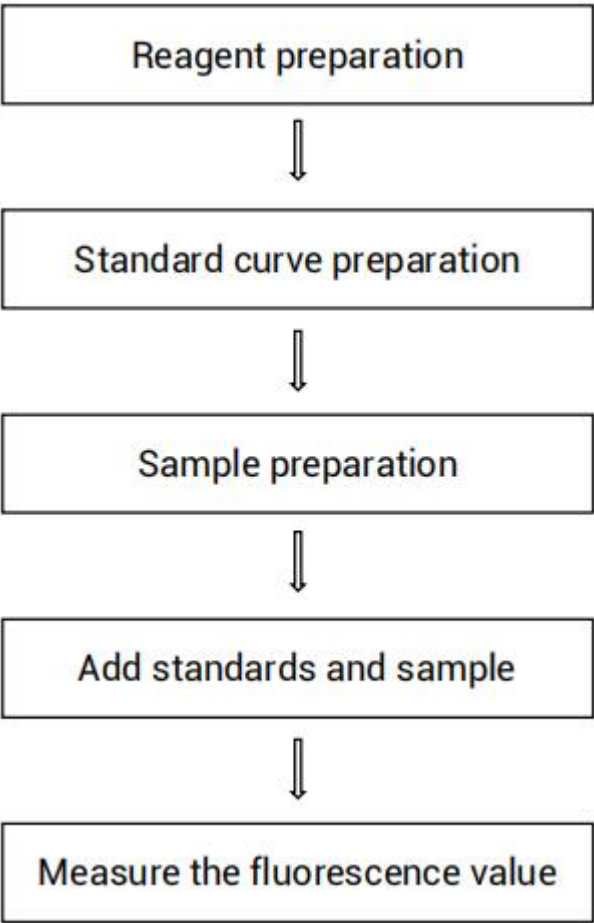 Reagent preparation
Standard curve preparation
Sample preparation
Add standards and sample
Measure the fluorescence value